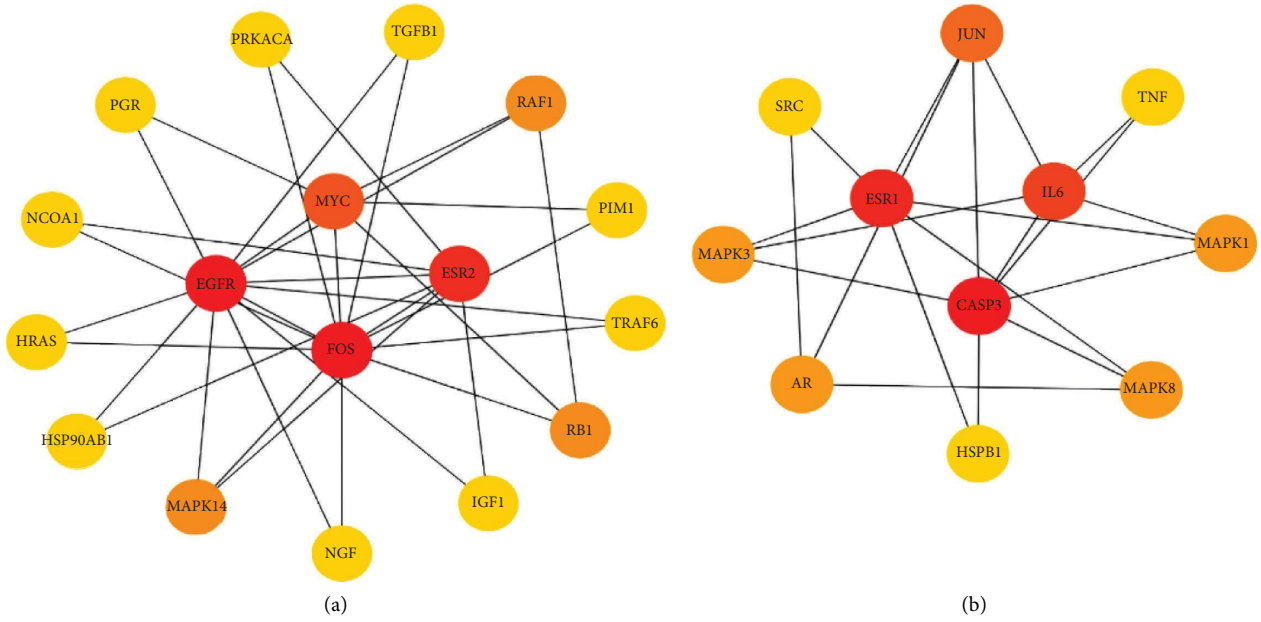 PRKACA
TGFB1
PGR
RAF1
MYC
PIM1
NCOA1
EGFR
ESR2
TRAF6
HRAS
FOS
HSP90AB1
RB1
MAPK14
IGF1
NGF
(a)
JUN
SRC
TNF
ESR1
IL6
MAPK3
MAPK1
CASP3
AR
MAPK8
HSPB1
(b)